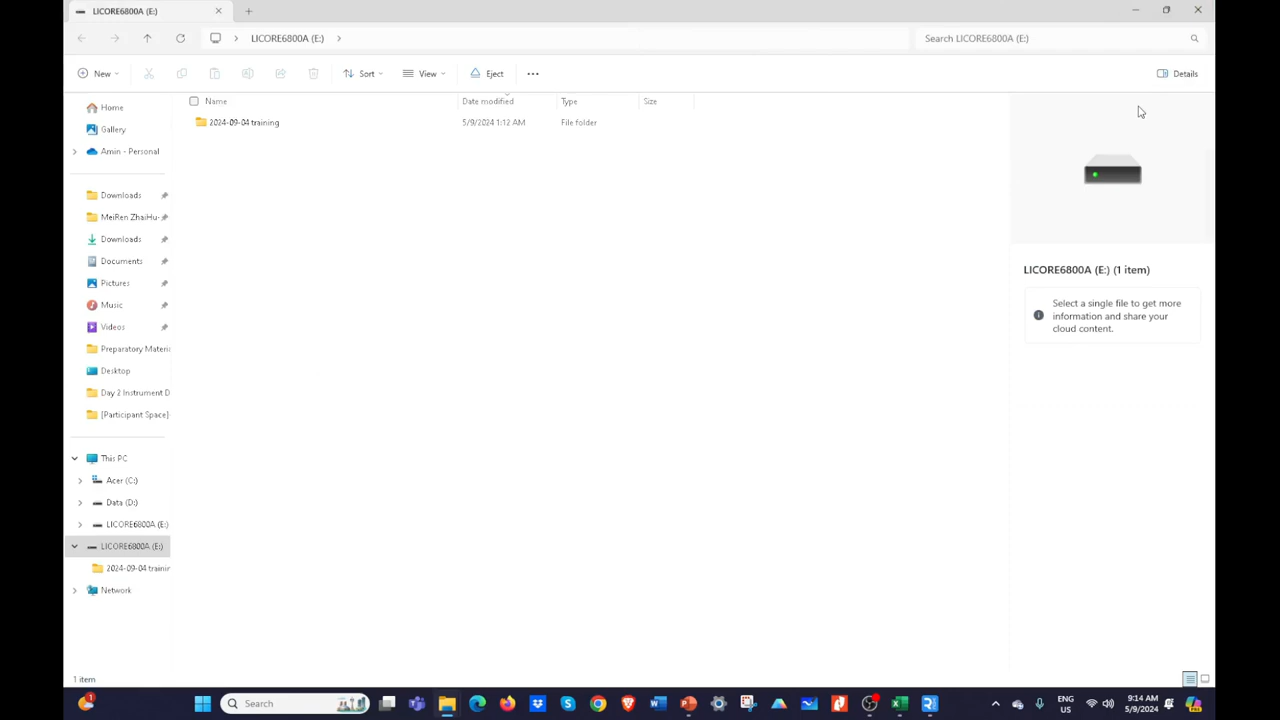 LICORE6800A (E:)
LICORE6800A (E:)
Search LICORE6800A (E:)
New
Sort
View
Eject
Details
Name
Date modified
Type
Size
2024-09-04 training
5/9/2024 1:12 AM
File folder
Home
Gallery
Amin - Personal
Downloads
MeiRen ZhaiHu-
Downloads
Documents
Pictures
Music
Videos
Preparatory Materi
Desktop
Day 2 Instrument D
[Participant Space]-
This PC
Acer (C:)
Data (D:)
LICORE6800A (E:)
LICORE6800A (E:)
2024-09-04 trainin
Network
LICORE6800A (E:) (1 item)
Select a single file to get more
information and share your
cloud content.
1 item
1
Search
ENG
US
9:14 AM
5/9/2024